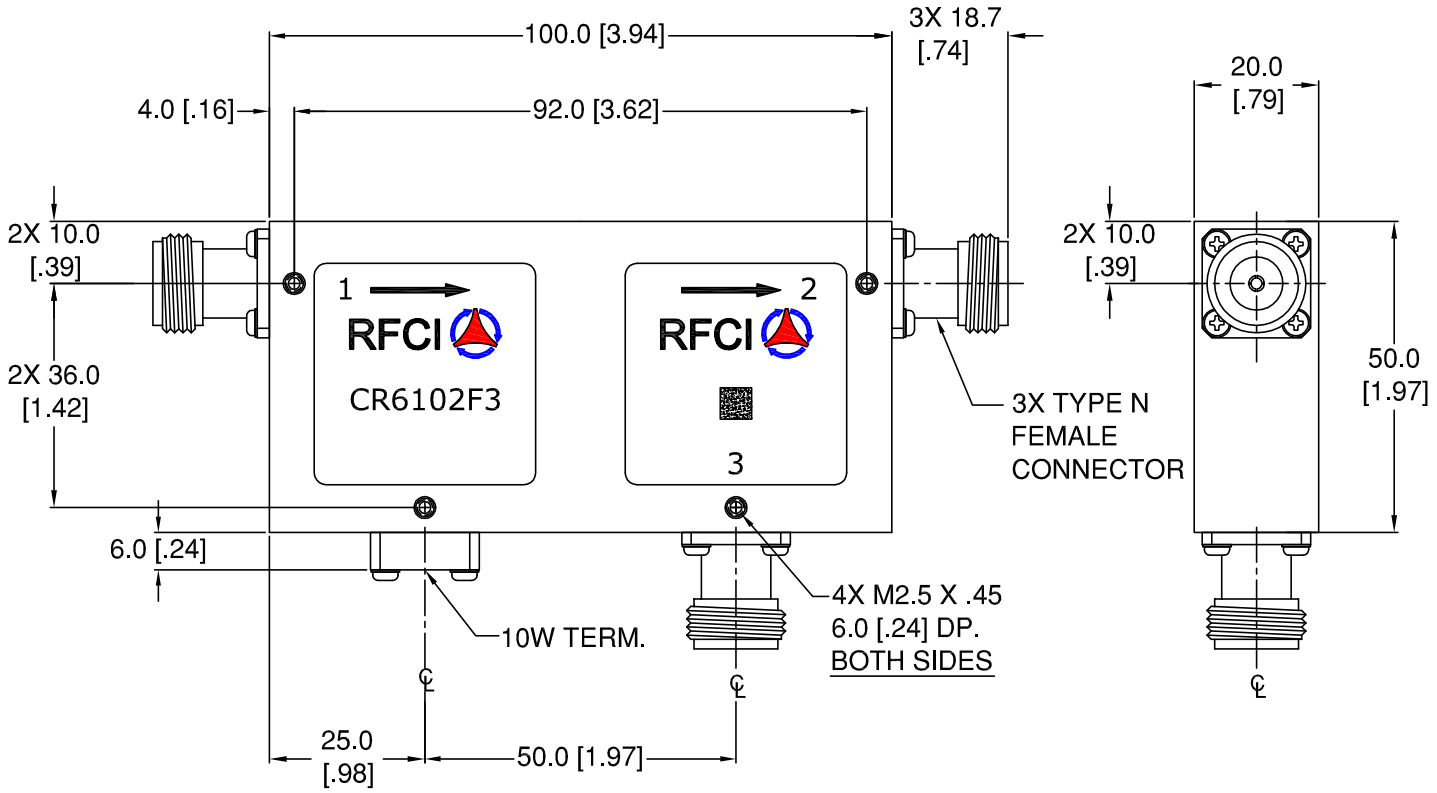 100.0 [3.94]
3X 18.7
[.74]
20.0
[.79]
4.0 [.16]
92.0 [3.62]
2X 10.0
[.39]
2X 10.0
[.39]
1
2
RFCI
RFCI
2X 36.0
[1.42]
CR6102F3
50.0
[1.97]
3X TYPE N
FEMALE
CONNECTOR
3
6.0 [.24]
10W TERM.
4X M2.5 X .45
6.0 [.24] DP.
BOTH SIDES
℄
℄
℄
25.0
[.98]
50.0 [1.97]